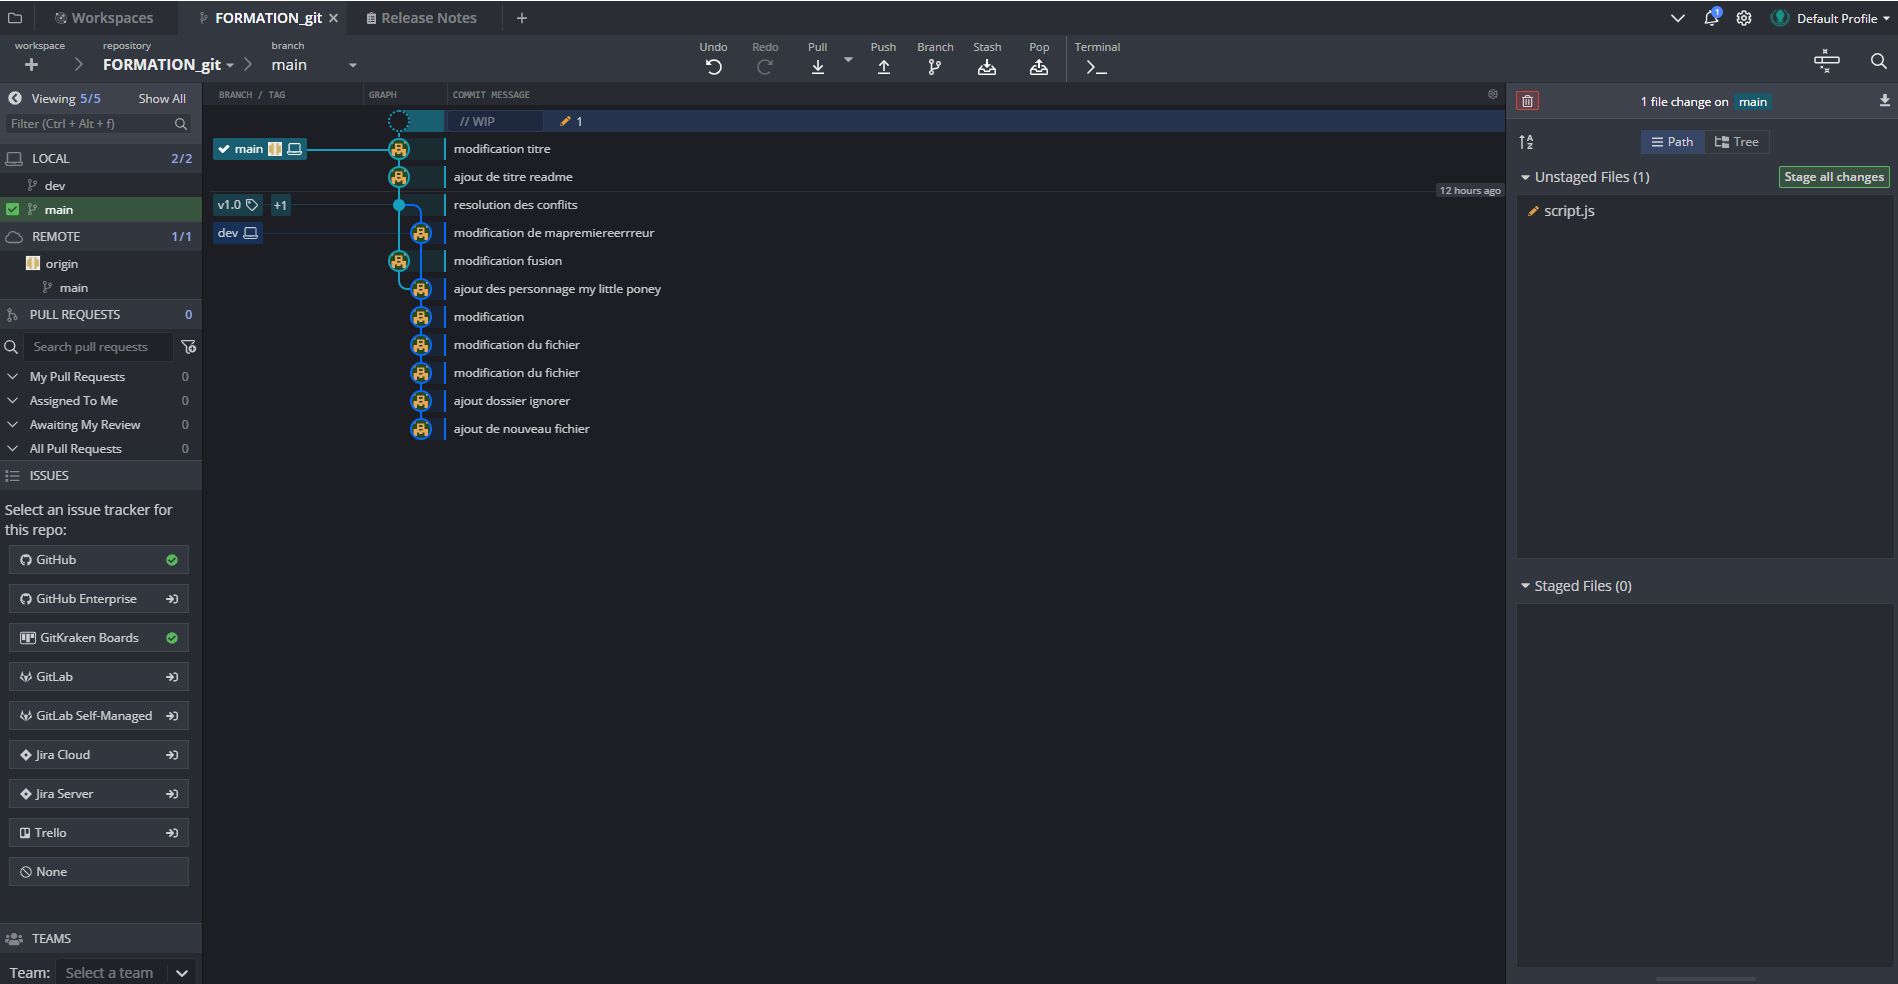 Workspaces
FORMATION_git
Release Notes
1
Default Profile
workspace
repository
FORMATION_git
branch
main
Undo
Redo
Pull
Push
Branch
Stash
Pop
Terminal
Viewing 5/5
Show All
Filter (Ctrl + Alt + f)
LOCAL 2/2
dev
main
REMOTE 1/1
origin
main
PULL REQUESTS 0
Search pull requests
My Pull Requests 0
Assigned To Me 0
Awaiting My Review 0
All Pull Requests 0
ISSUES
Select an issue tracker for
this repo:
GitHub
GitHub Enterprise
GitKraken Boards
GitLab
GitLab Self-Managed
Jira Cloud
Jira Server
Trello
None
TEAMS
Team: Select a team
BRANCH / TAG
GRAPH
COMMIT MESSAGE
// WIP
1
main
modification titre
ajout de titre readme
12 hours ago
v1.0 +1
resolution des conflits
dev
modification de mapremiereerrreur
modification fusion
ajout des personnage my little poney
modification
modification du fichier
modification du fichier
ajout dossier ignorer
ajout de nouveau fichier
1 file change on main
Path
Tree
Unstaged Files (1)
Stage all changes
script.js
Staged Files (0)